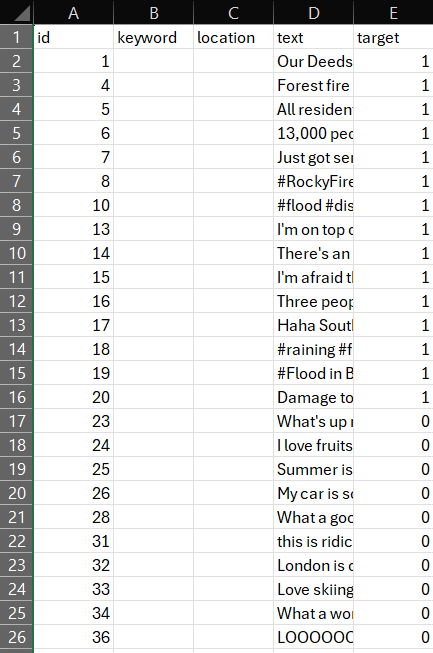 A B C D E
1 id keyword location text target
2 1 Our Deeds 1
3 4 Forest fire 1
4 5 All residen 1
5 6 13,000 peo 1
6 7 Just got se 1
7 8 #RockyFire 1
8 10 #flood #dis 1
9 13 I'm on top 1
10 14 There's an 1
11 15 I'm afraid t 1
12 16 Three peop 1
13 17 Haha Sout 1
14 18 #raining #f 1
15 19 #Flood in B 1
16 20 Damage to 1
17 23 What's up 0
18 24 I love fruits 0
19 25 Summer is 0
20 26 My car is so 0
21 28 What a goo 0
22 31 this is ridic 0
23 32 London is 0
24 33 Love skiing 0
25 34 What a wo 0
26 36 LOOOOOO 0